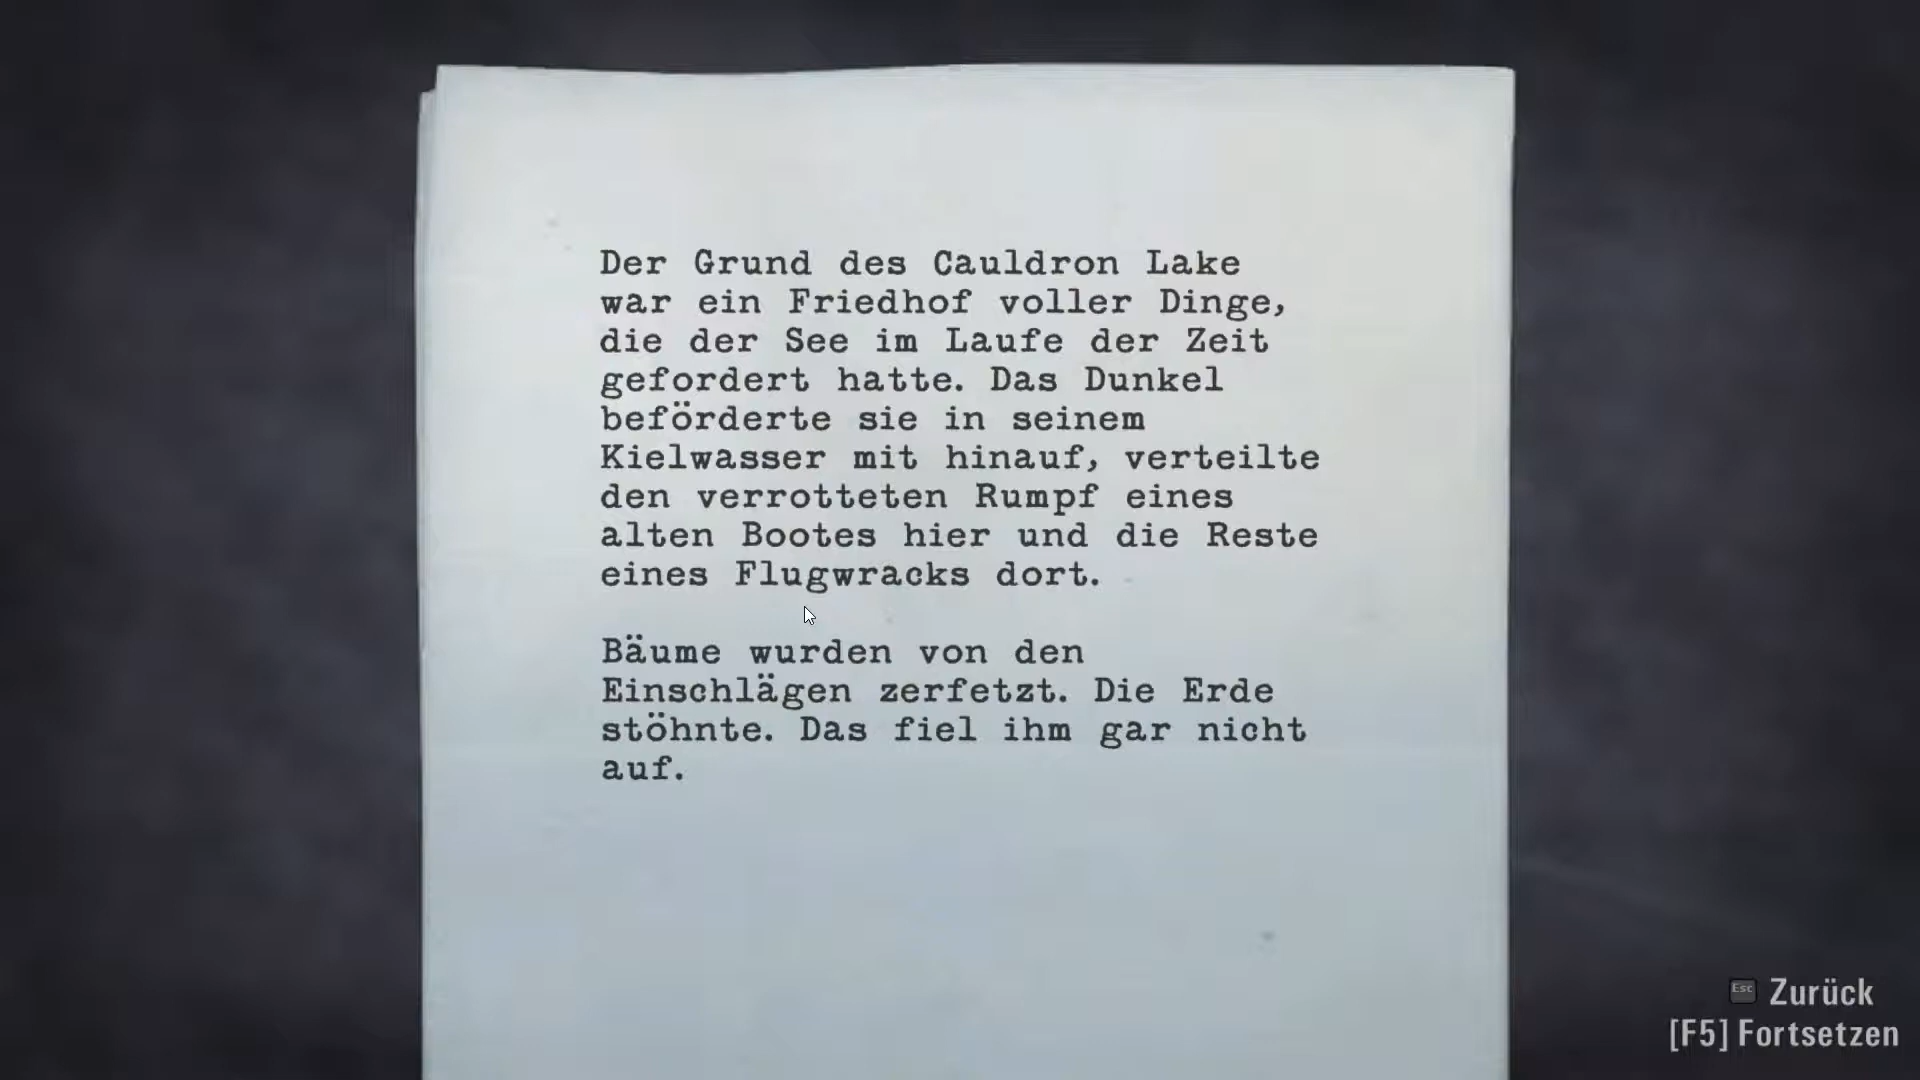 Der Grund des Cauldron Lake
war ein Friedhof voller Dinge,
die der See im Laufe der Zeit
gefordert hatte. Das Dunkel
beförderte sie in seinem
Kielwasser mit hinauf, verteilte
den verrotteten Rumpf eines
alten Bootes hier und die Reste
eines Flugwracks dort.
Bäume wurden von den
Einschlägen zerfetzt. Die Erde
stöhnte. Das fiel ihm gar nicht
auf.
Esc Zurück
[F5] Fortsetzen